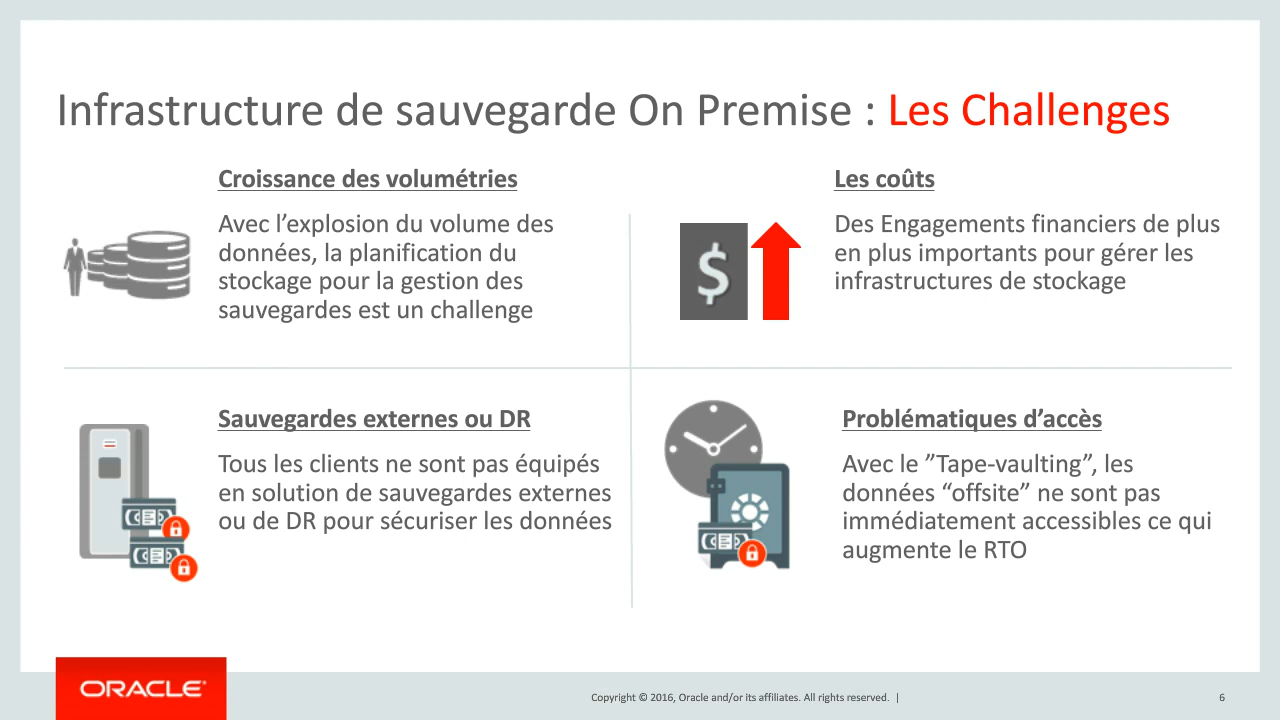 Infrastructure de sauvegarde On Premise : Les Challenges
Croissance des volumétries
Avec l’explosion du volume des
données, la planification du
stockage pour la gestion des
sauvegardes est un challenge
Les coûts
Des Engagements financiers de plus
en plus importants pour gérer les
infrastructures de stockage
$
Sauvegardes externes ou DR
Tous les clients ne sont pas équipés
en solution de sauvegardes externes
ou de DR pour sécuriser les données
Problématiques d’accès
Avec le ”Tape-vaulting”, les
données “offsite” ne sont pas
immédiatement accessibles ce qui
augmente le RTO
ORACLE®
Copyright © 2016, Oracle and/or its affiliates. All rights reserved. |
6